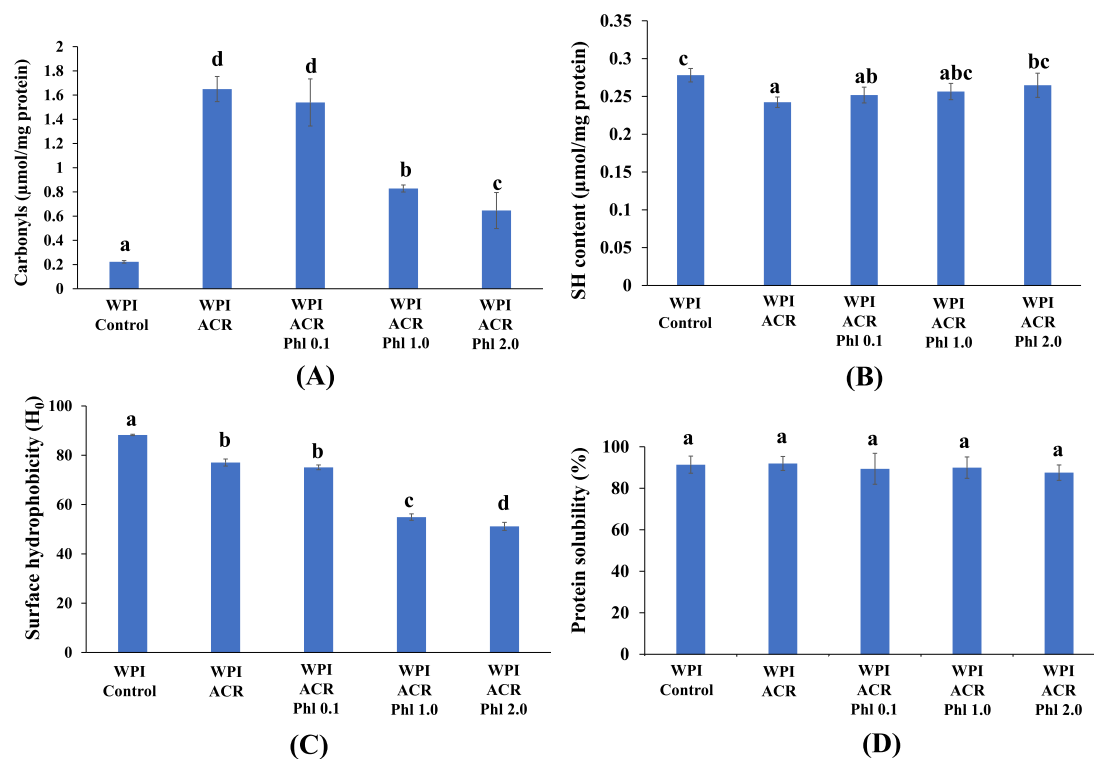 Carbonyls (µmol/mg protein)
2
1.8
1.6
1.4
1.2
1
0.8
0.6
0.4
0.2
0
a
d
d
b
c
WPI
Control
WPI
ACR
WPI
ACR
Phl 0.1
WPI
ACR
Phl 1.0
WPI
ACR
Phl 2.0
(A)
SH content (µmol/mg protein)
0.35
0.3
0.25
0.2
0.15
0.1
0.05
0
c
a
ab
abc
bc
WPI
Control
WPI
ACR
WPI
ACR
Phl 0.1
WPI
ACR
Phl 1.0
WPI
ACR
Phl 2.0
(B)
Surface hydrophobicity (H₀)
100
80
60
40
20
0
a
b
b
c
d
WPI
Control
WPI
ACR
WPI
ACR
Phl 0.1
WPI
ACR
Phl 1.0
WPI
ACR
Phl 2.0
(C)
Protein solubility (%)
100
80
60
40
20
0
a
a
a
a
a
WPI
Control
WPI
ACR
WPI
ACR
Phl 0.1
WPI
ACR
Phl 1.0
WPI
ACR
Phl 2.0
(D)